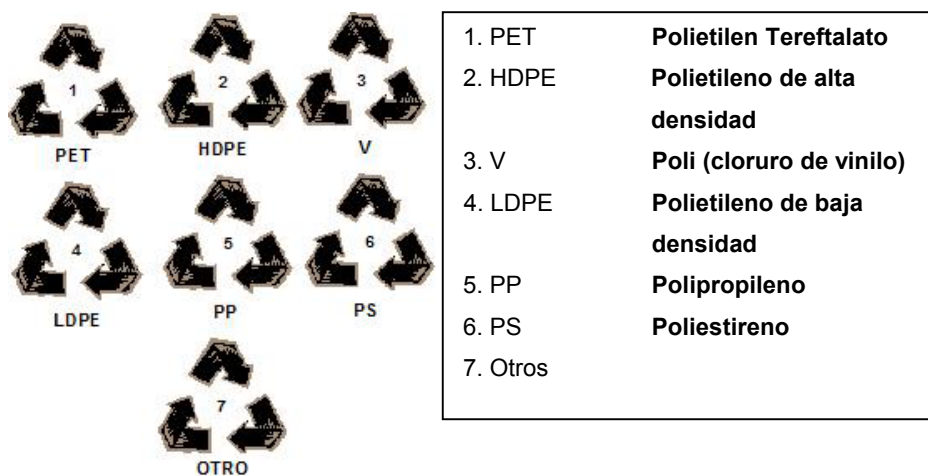 1
PET
2
HDPE
3
V
4
LDPE
5
PP
6
PS
7
OTRO
1. PET Polietilen Tereftalato
2. HDPE Polietileno de alta
densidad
3. V Poli (cloruro de vinilo)
4. LDPE Polietileno de baja
densidad
5. PP Polipropileno
6. PS Poliestireno
7. Otros